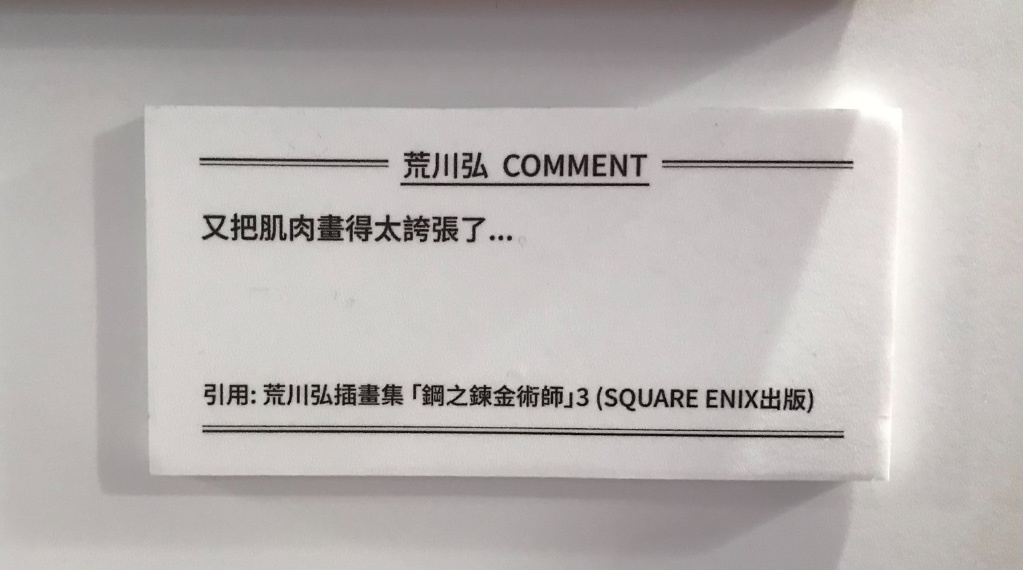 荒川弘 COMMENT
又把肌肉畫得太誇張了...
引用: 荒川弘插畫集「鋼之鍊金術師」3 (SQUARE ENIX出版)